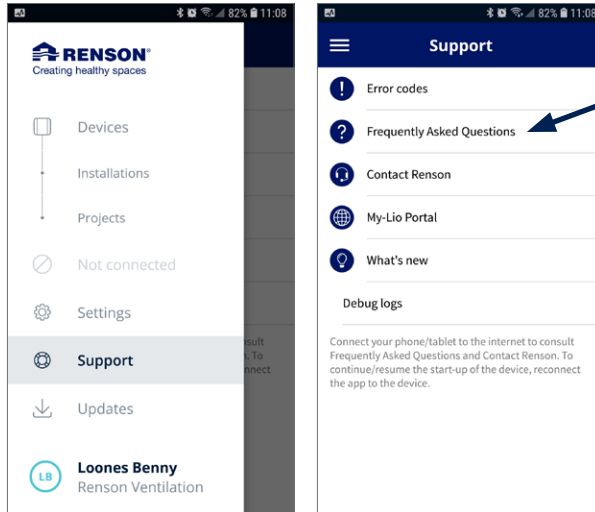 82% 11:08
RENSON®
Creating healthy spaces
Devices
Installations
Projects
Not connected
Settings
Support
Updates
LB
Loones Benny
Renson Ventilation
sult
. To
nnect
82% 11:08
Support
Error codes
Frequently Asked Questions
Contact Renson
My-Lio Portal
What's new
Debug logs
Connect your phone/tablet to the internet to consult
Frequently Asked Questions and Contact Renson. To
continue/resume the start-up of the device, reconnect
the app to the device.